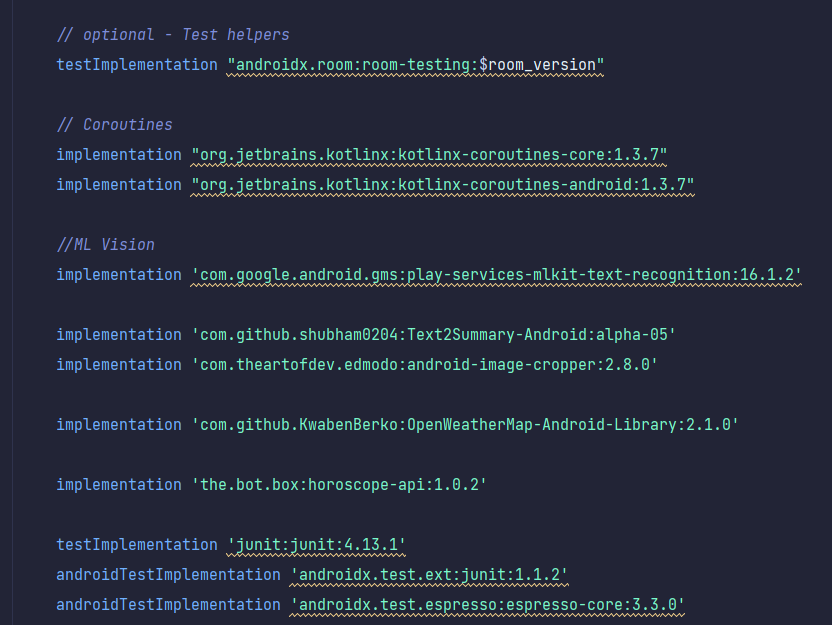 // optional - Test helpers
testImplementation "androidx.room:room-testing:$room_version"
// Coroutines
implementation "org.jetbrains.kotlinx:kotlinx-coroutines-core:1.3.7"
implementation "org.jetbrains.kotlinx:kotlinx-coroutines-android:1.3.7"
//ML Vision
implementation 'com.google.android.gms:play-services-mlkit-text-recognition:16.1.2'
implementation 'com.github.shubham0204:Text2Summary-Android:alpha-05'
implementation 'com.theartofdev.edmodo:android-image-cropper:2.8.0'
implementation 'com.github.KwabenBerko:OpenWeatherMap-Android-Library:2.1.0'
implementation 'the.bot.box:horoscope-api:1.0.2'
testImplementation 'junit:junit:4.13.1'
androidTestImplementation 'androidx.test.ext:junit:1.1.2'
androidTestImplementation 'androidx.test.espresso:espresso-core:3.3.0'